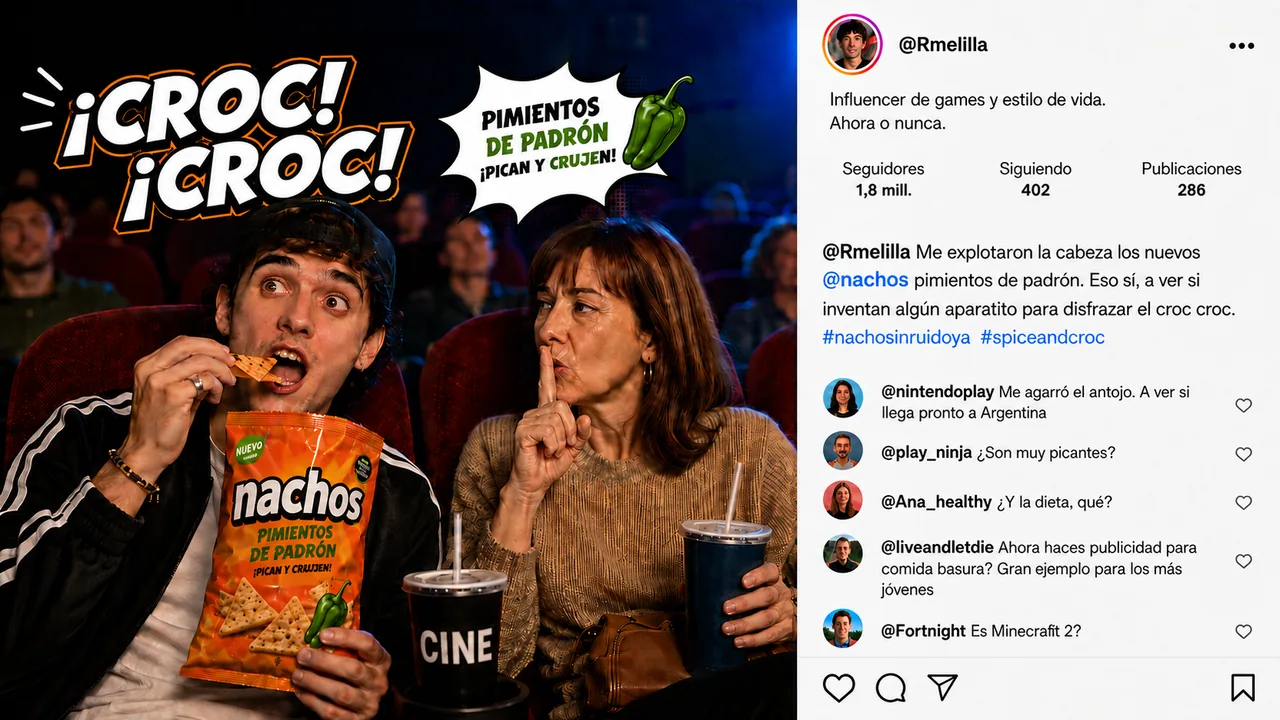 ¡CROC!
¡CROC!
PIMIENTOS
DE PADRÓN
¡PICAN Y CRUJEN!
NUEVO
nachos
PIMIENTOS
DE PADRÓN
¡PICAN Y CRUJEN!
CINE
@Rmelilla
Influencer de games y estilo de vida.
Ahora o nunca.
Seguidores
1,8 mill.
Siguiendo
402
Publicaciones
286
@Rmelilla Me explotaron la cabeza los nuevos
@nachos pimientos de padrón. Eso sí, a ver si
inventan algún aparatito para disfrazar el croc croc.
#nachosinruidoya #spiceandcroc
@nintendoplay Me agarró el antojo. A ver si
llega pronto a Argentina
@play_ninja ¿Son muy picantes?
@Ana_healthy ¿Y la dieta, qué?
@liveandletdie Ahora haces publicidad para
comida basura? Gran ejemplo para los más
jóvenes
@Fortnight Es Minecrafit 2?